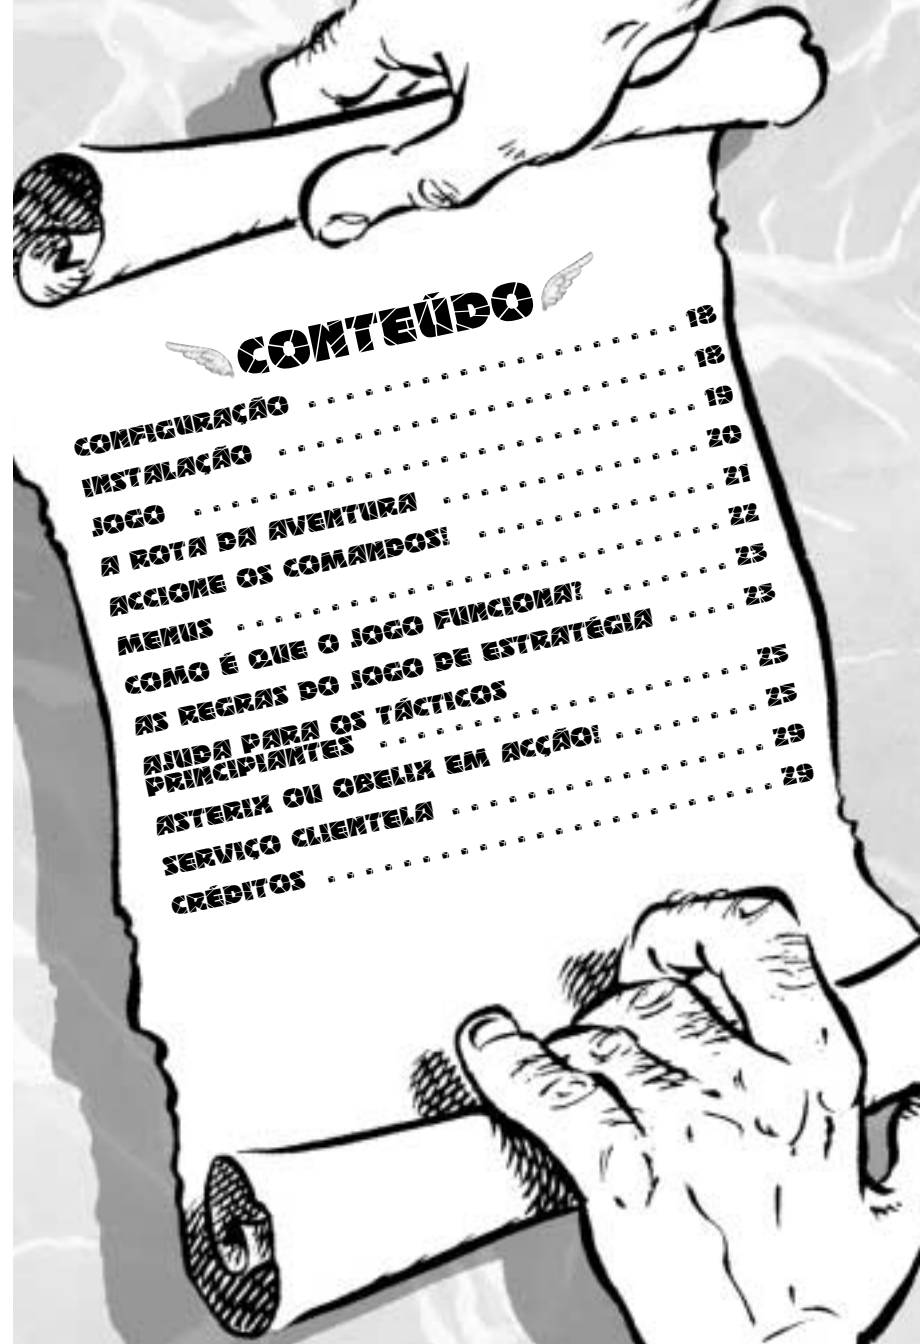 CONTEÚDO
CONFIGURAÇÃO . . . . . . . . . . . . . . . . . . . . 18
INSTALAÇÃO . . . . . . . . . . . . . . . . . . . . . . 18
JOGO . . . . . . . . . . . . . . . . . . . . . . . . . . 19
A ROTA DA AVENTURA . . . . . . . . . . . . . . 20
ACCIONE OS COMANDOS! . . . . . . . . . . . . 21
MENUS . . . . . . . . . . . . . . . . . . . . . . . . . 22
COMO É QUE O JOGO FUNCIONA? . . . . . . . 23
AS REGRAS DO JOGO DE ESTRATÉGIA . . . . 23
AJUDA PARA OS TÁCTICOS
PRINCIPIANTES . . . . . . . . . . . . . . . . . . . 25
ASTERIX OU OBELIX EM ACÇÃO! . . . . . . . . 25
SERVIÇO CLIENTELA . . . . . . . . . . . . . . . . 29
CRÉDITOS . . . . . . . . . . . . . . . . . . . . . . . 29